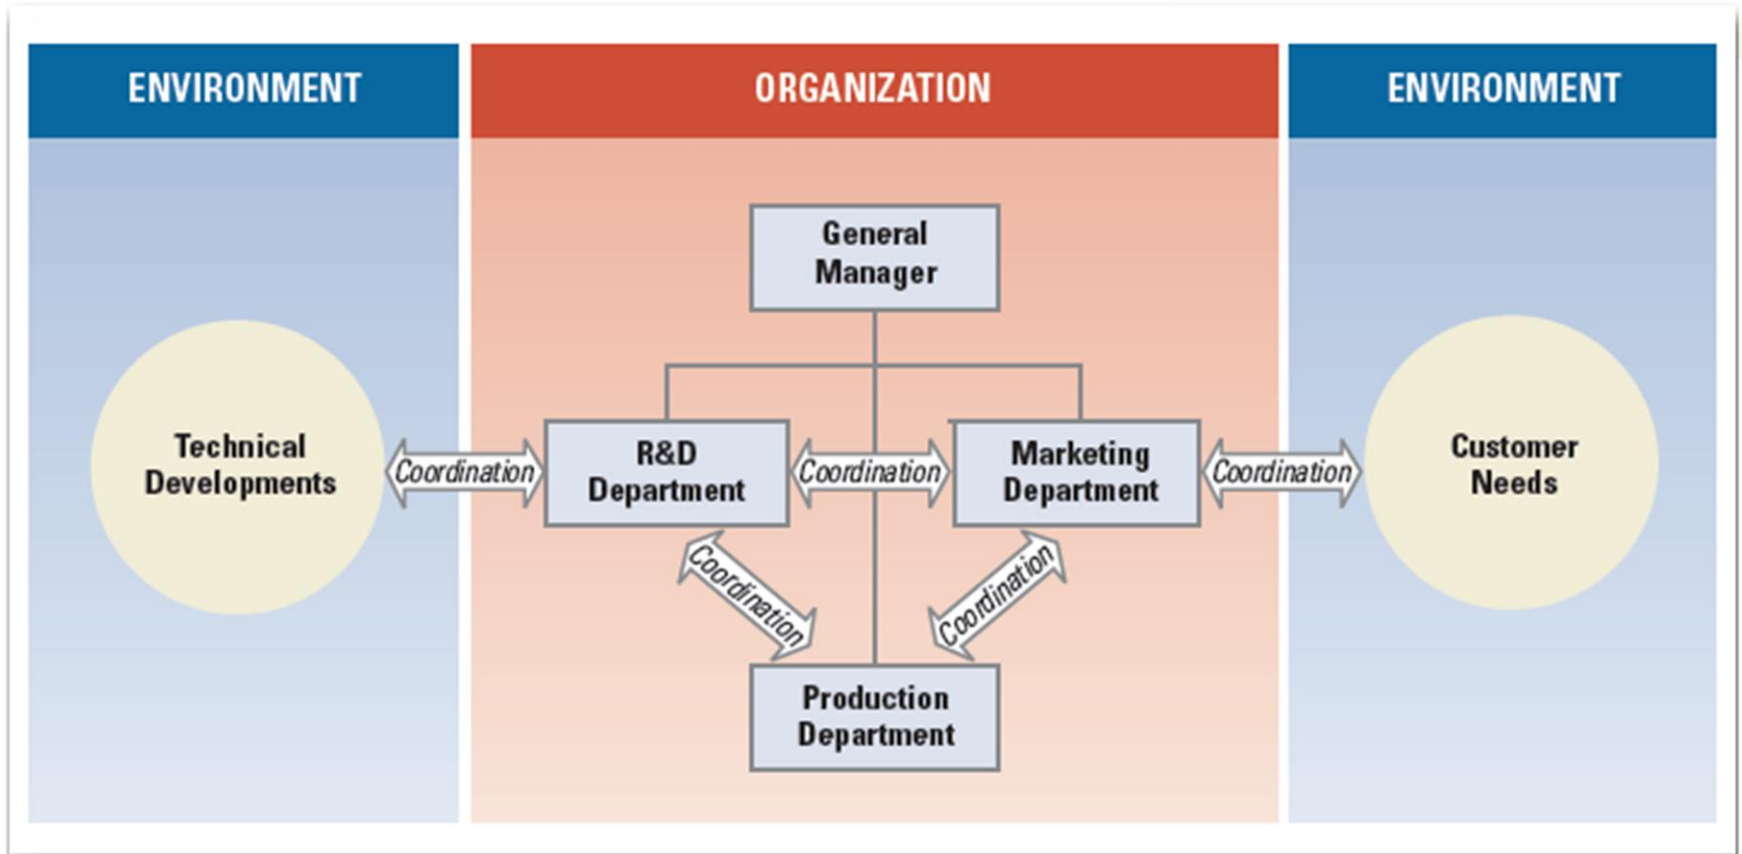 ENVIRONMENT
ORGANIZATION
ENVIRONMENT
General
Manager
Technical
Developments
Coordination
R&D
Department
Coordination
Marketing
Department
Coordination
Customer
Needs
Coordination
Coordination
Production
Department